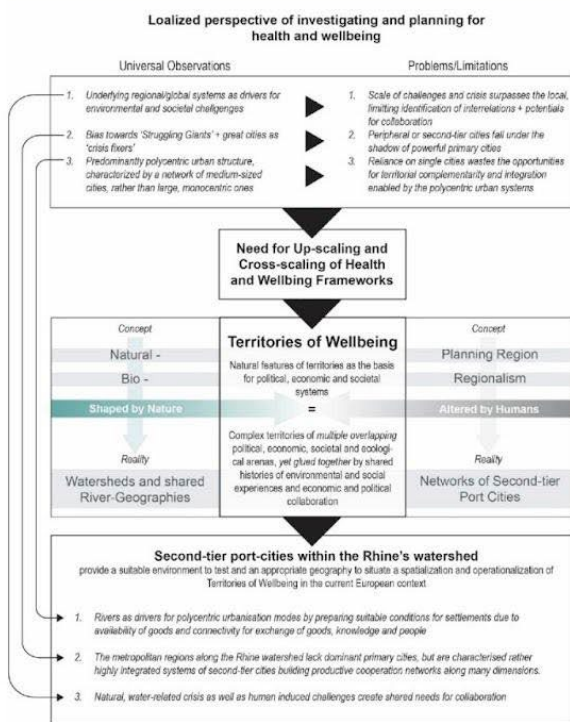 Loalized perspective of investigating and planning for
health and wellbeing
Universal Observations
Problems/Limitations
1. Underlying regional/global systems as drivers for
environmental and societal chellgenges
2. Bias towards 'Struggling Giants' + great cities as
'crisis fixers'
3. Predominantly polycentric urban structure,
characterized by a network of medium-sized
cities, rather than large, monocentric ones
1. Scale of challenges and crisis surpasses the local,
limitting identification of interrelations + potentials
for collaboration
2. Peripheral or second-tier cities fall under the
shadow of powerful primary cities
3. Reliance on single cities wastes the opportunities
for territorial complementarity and integration
enabled by the polycentric urban systems
Need for Up-scaling and
Cross-scaling of Health
and Wellbing Frameworks
Concept
Natural -
Bio -
Shaped by Nature
Reality
Watersheds and shared
River-Geographies
Territories of Wellbeing
Natural features of territories as the basis
for political, economic and societal
systems
=
Complex territories of multiple overlapping
political, economic, societal and ecologi-
cal arenas, yet glued together by shared
histories of environmental and social
experiences and economic and political
collaboration
Concept
Planning Region
Regionalism
Altered by Humans
Reality
Networks of Second-tier
Port Cities
Second-tier port-cities within the Rhine's watershed
provide a suitable environment to test and an appropriate geography to situate a spatialization and operationalization of
Territories of Wellbeing in the current European context
1. Rivers as drivers for polycentric urbanisation modes by preparing suitable conditions for settlements due to
availability of goods and connectivity for exchange of goods, knowledge and people
2. The metropolitan regions along the Rhine watershed lack dominant primary cities, but are characterised rather
highly integrated systems of second-tier cities building productive cooperation networks along many dimensions.
3. Natural, water-related crisis as well as human induced challenges create shared needs for collaboration